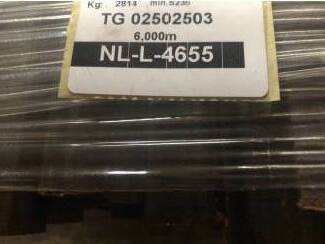 Kg: 2814 min.S235
TG 02502503
6,000m
NL-L-4655